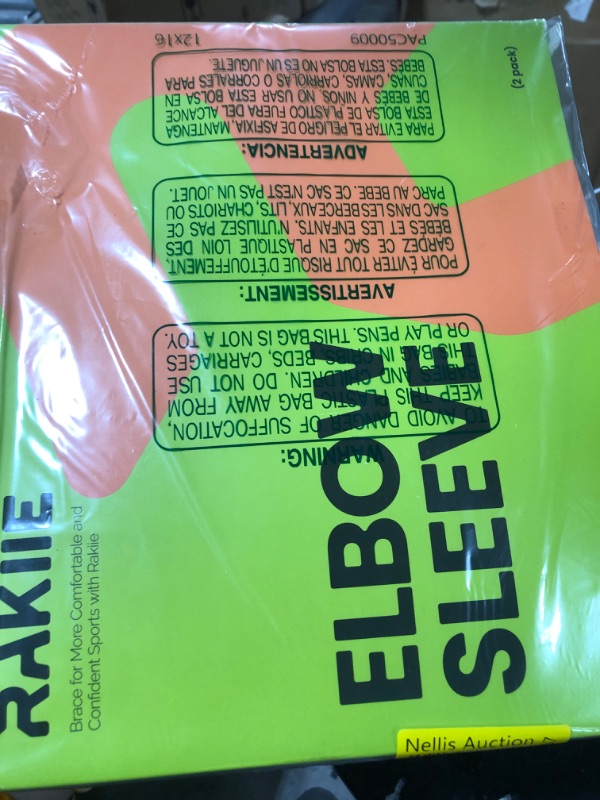 RAKIIE
Brace for More Comfortable and
Confident Sports with Rakiie
ELBOW
SLEEVE
(2 pack)
WARNING:
TO AVOID DANGER OF SUFFOCATION,
KEEP THIS PLASTIC BAG AWAY FROM
BABIES AND CHILDREN. DO NOT USE
THIS BAG IN CRIBS, BEDS, CARRIAGES
OR PLAY PENS. THIS BAG IS NOT A TOY.
AVERTISSEMENT:
POUR ÉVITER TOUT RISQUE D'ÉTOUFFEMENT,
GARDEZ CE SAC EN PLASTIQUE LOIN DES
BÉBÉS ET LES ENFANTS. N'UTILISEZ PAS CE
SAC DANS LES BERCEAUX, LITS, CHARIOTS OU
PARC AU BEBE. CE SAC N'EST PAS UN JOUET.
ADVERTENCIA:
PARA EVITAR EL PELIGRO DE ASFIXIA, MANTENGA
ESTA BOLSA DE PLASTICO FUERA DEL ALCANCE
DE BEBES Y NINOS. NO USAR ESTA BOLSA EN
CUNAS, CAMAS, CARRIOLAS O CORRALES PARA
BEBES. ESTA BOLSA NO ES UN JUGUETE.
PAC50009 12x16
Nellis Auction